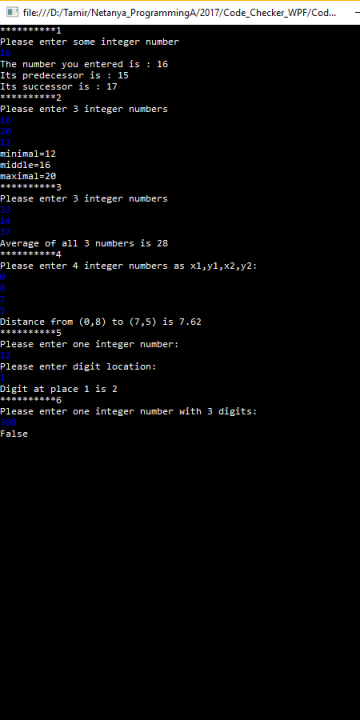 file:///D:/Tamir/Netanya_ProgrammingA/2017/Code_Checker_WPF/Cod...
**********1
Please enter some integer number
16
The number you entered is : 16
Its predecessor is : 15
Its successor is : 17
**********2
Please enter 3 integer numbers
16
20
12
minimal=12
middle=16
maximal=20
**********3
Please enter 3 integer numbers
33
14
37
Average of all 3 numbers is 28
**********4
Please enter 4 integer numbers as x1,y1,x2,y2:
0
8
7
5
Distance from (0,8) to (7,5) is 7.62
**********5
Please enter one integer number:
12
Please enter digit location:
1
Digit at place 1 is 2
**********6
Please enter one integer number with 3 digits:
False